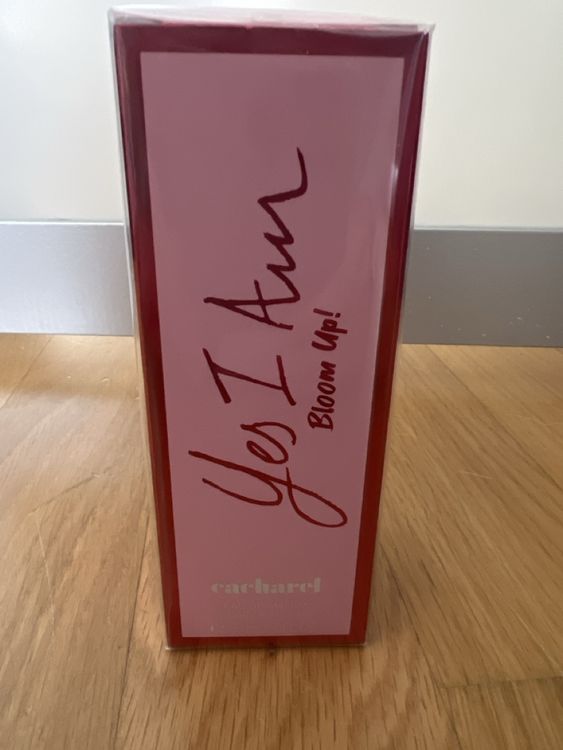 Yes I Am
Bloom Up!
cacharel